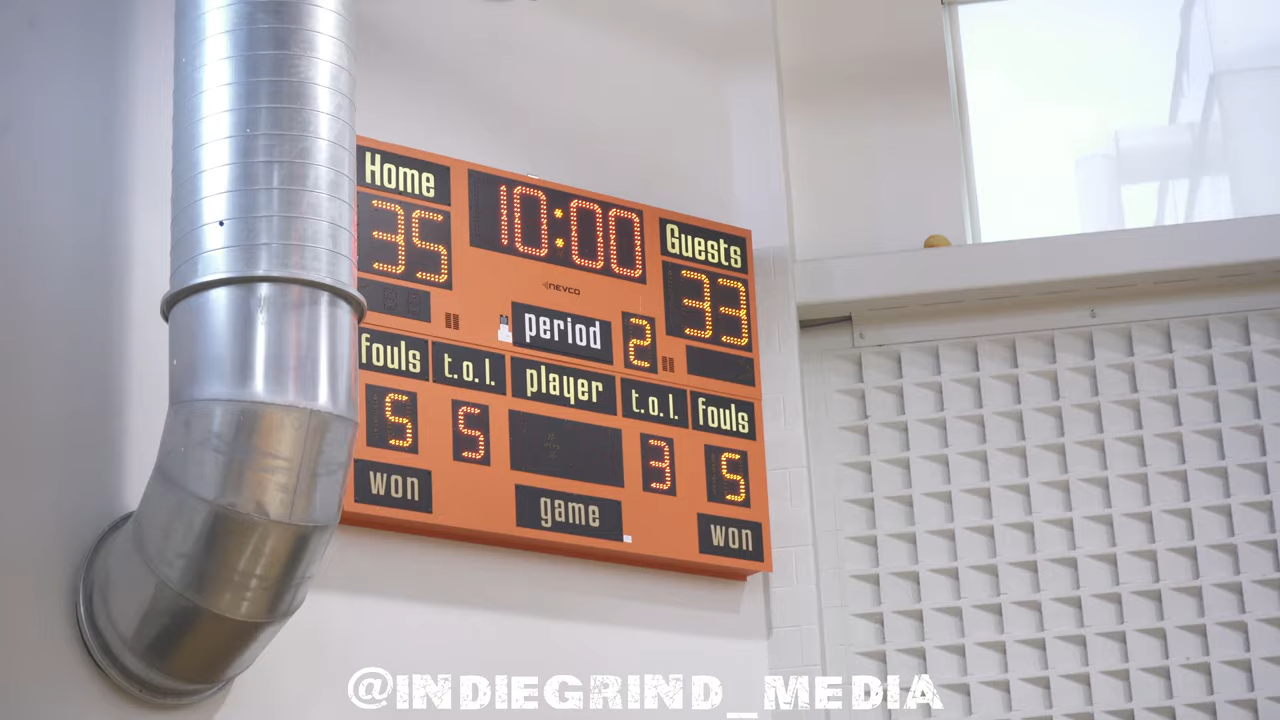 Home 10:00 Guests
35 33
NEVCO
period 2
fouls t.o.l. player t.o.l. fouls
5 5 3 5
won game won
@INDIEGRIND_MEDIA